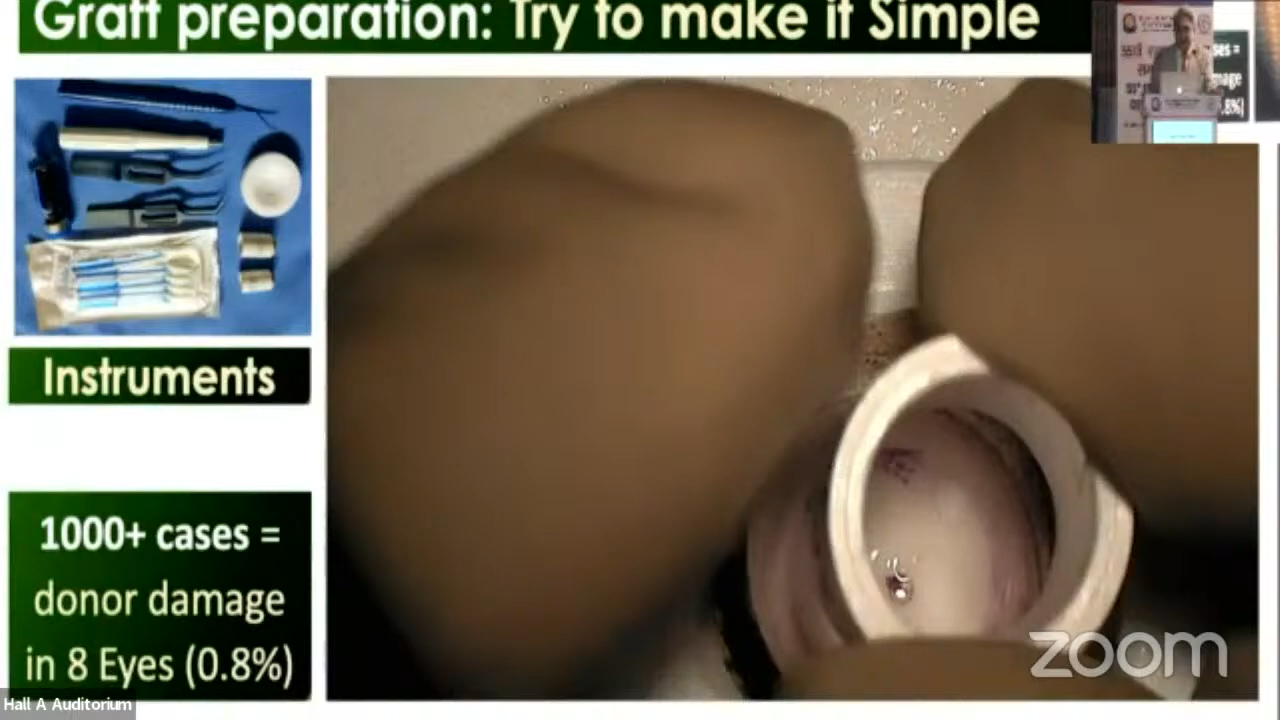 Graft preparation: Try to make it Simple
Instruments
1000+ cases =
donor damage
in 8 Eyes (0.8%)
zoom
Hall A Auditorium